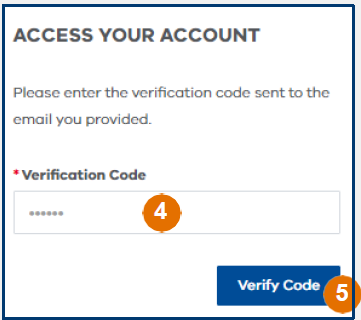 ACCESS YOUR ACCOUNT
Please enter the verification code sent to the
email you provided.
* Verification Code
•••••• 4
Verify Code 5